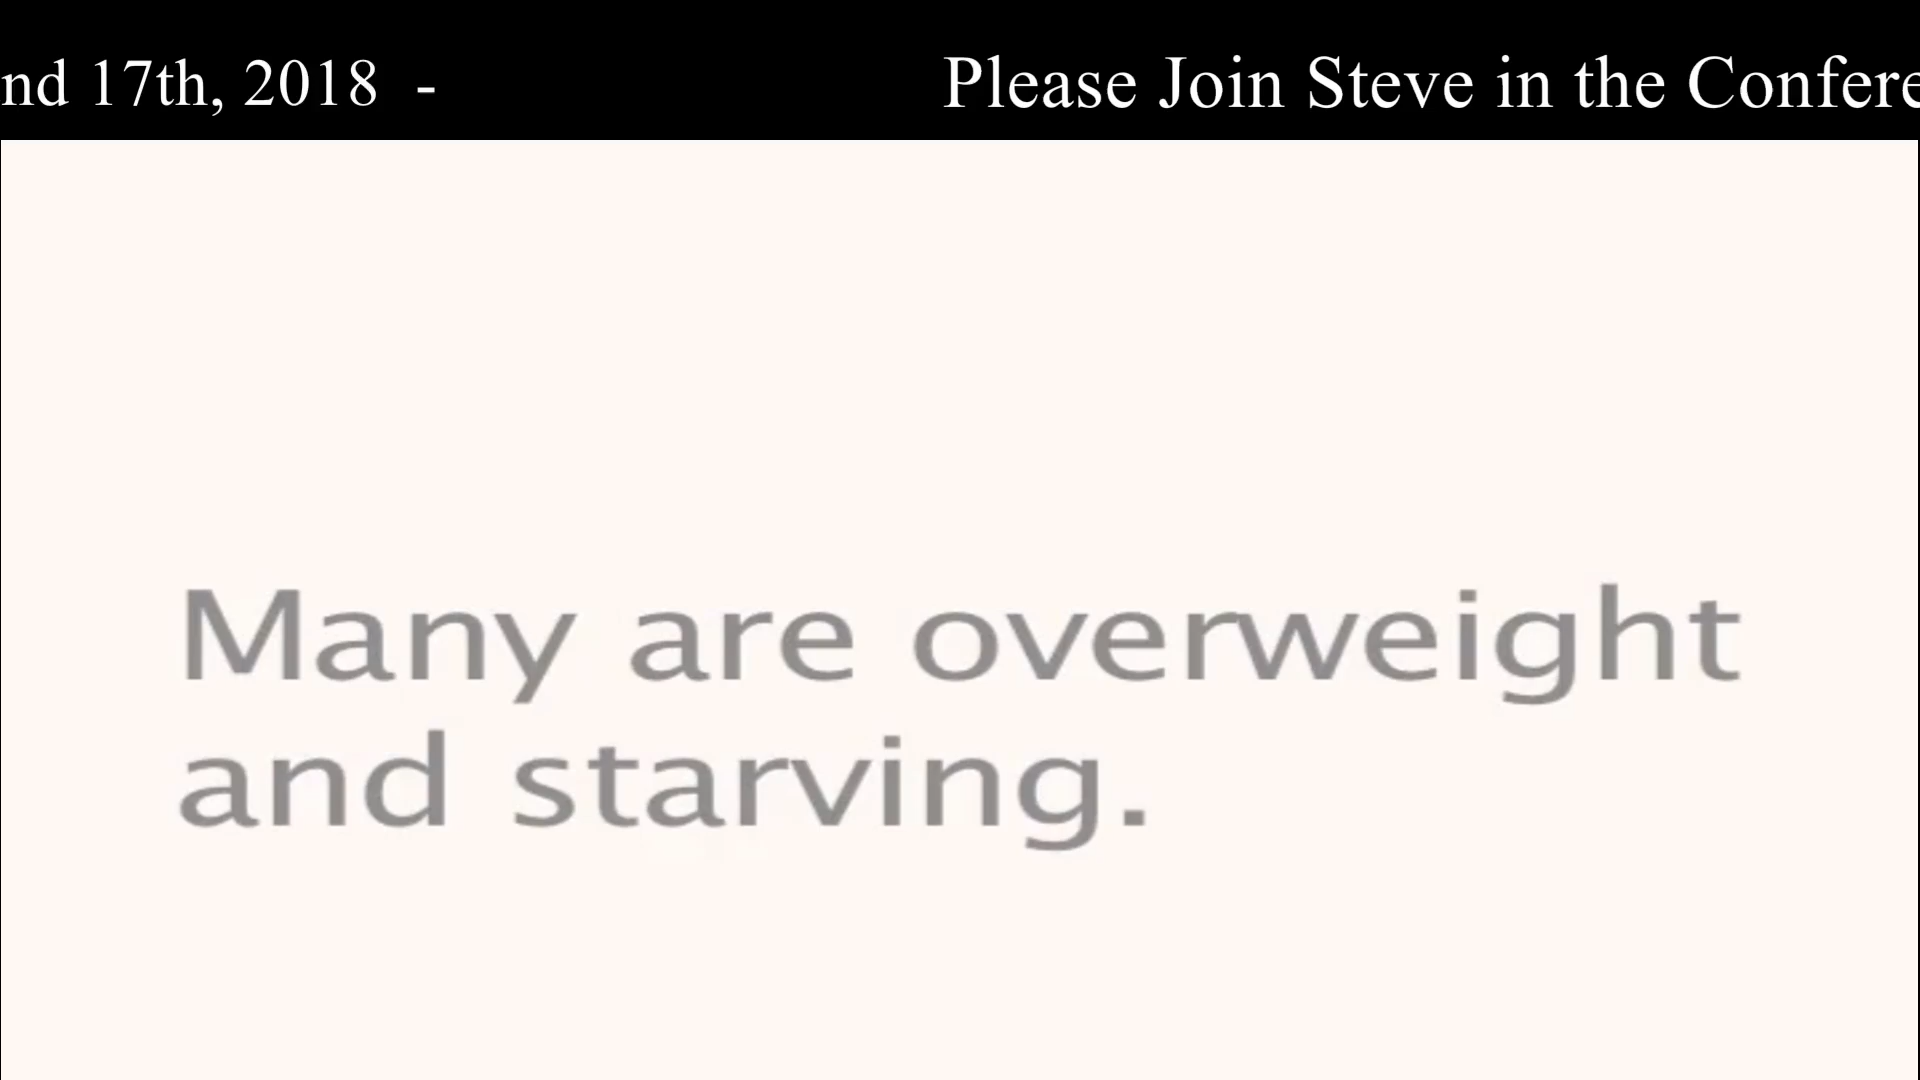 nd 17th, 2018 - Please Join Steve in the Confere
Many are overweight
and starving.